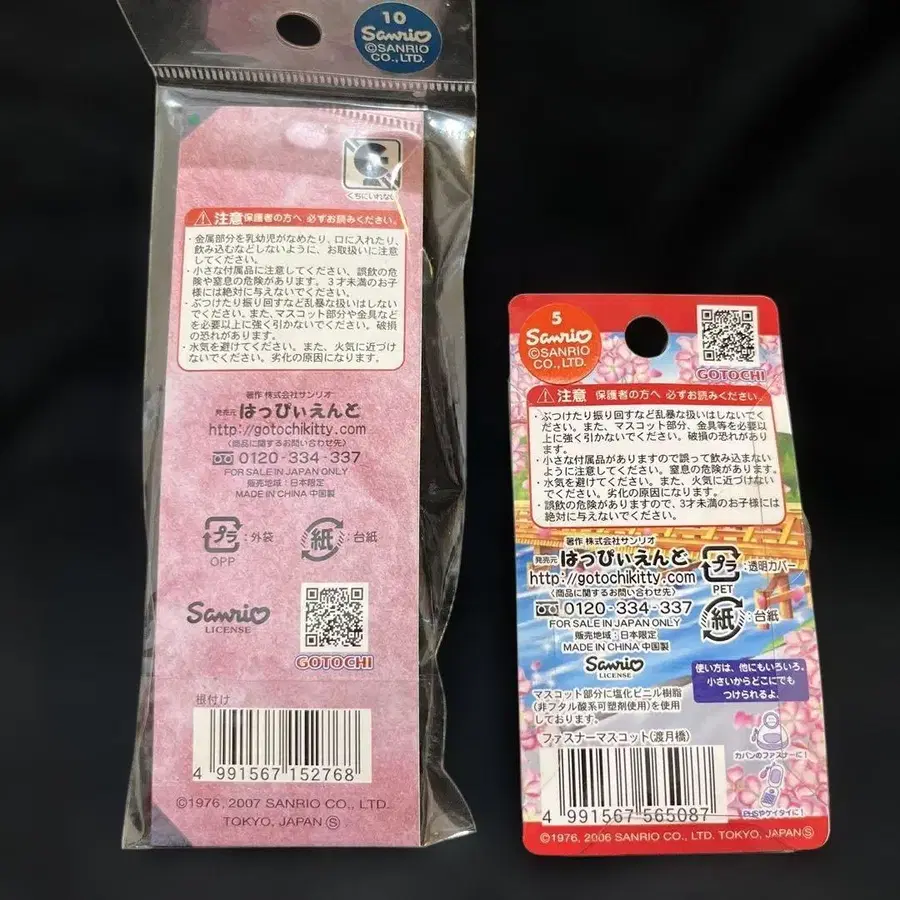 10
Sanrio
©SANRIO
CO., LTD.
くちにいれない
注意 保護者の方へ 必ずお読みください。
・金属部分を乳幼児がなめたり、口に入れたり、
飲み込むなどしないように、お取扱いに注意
してください。
・小さな付属品に注意してください。誤飲の危
険や窒息の危険があります。3才未満のお子
様には絶対に与えないでください。
・ぶつけたり振り回すなど乱暴な扱いはしないで
ください。また、マスコット部分や金具など
を必要以上に強く引かないでください。破損
の恐れがあります。
・水気を避けてください。また、火気に近づけ
ないでください。劣化の原因になります。
著作 株式会社サンリオ
発売元 はっぴぃえんど
http://gotochikitty.com
〈商品に関するお問い合わせ先〉
0120-334-337
FOR SALE IN JAPAN ONLY
販売地域：日本限定
MADE IN CHINA 中国製
プラ：外袋
OPP
紙：台紙
Sanrio
LICENSE
GOTOCHI
根付け
4 991567 152768
©1976, 2007 SANRIO CO., LTD.
TOKYO, JAPAN Ⓢ
5
Sanrio
©SANRIO
CO., LTD.
GOTOCHI
注意 保護者の方へ 必ずお読みください。
・ぶつけたり振り回すなど乱暴な扱いはしないでく
ださい。また、マスコット部分、金具等を必要以
上に強く引かないでください。破損の恐れがあり
ます。
・小さな付属品がありますので誤って飲み込まない
ように注意してください。窒息の危険があります。
・水気を避けてください。また、火気に近づけない
でください。劣化の原因になります。
・誤飲の危険がありますので、3才未満のお子様には
絶対に与えないでください。
著作 株式会社サンリオ
発売元 はっぴぃえんど
http://gotochikitty.com
〈商品に関するお問い合わせ先〉
0120-334-337
FOR SALE IN JAPAN ONLY
販売地域：日本限定
MADE IN CHINA 中国製
プラ：透明カバー
PET
紙：台紙
Sanrio
LICENSE
使い方は、他にもいろいろ。
小さいからどこにでも
つけられるよ。
マスコット部分に塩化ビニル樹脂
(非フタル酸系可塑剤使用)を使用
しております。
ファスナーマスコット(渡月橋)
カバンのファスナーに！
4 991567 565087
©1976, 2006 SANRIO CO., LTD. TOKYO, JAPAN Ⓢ